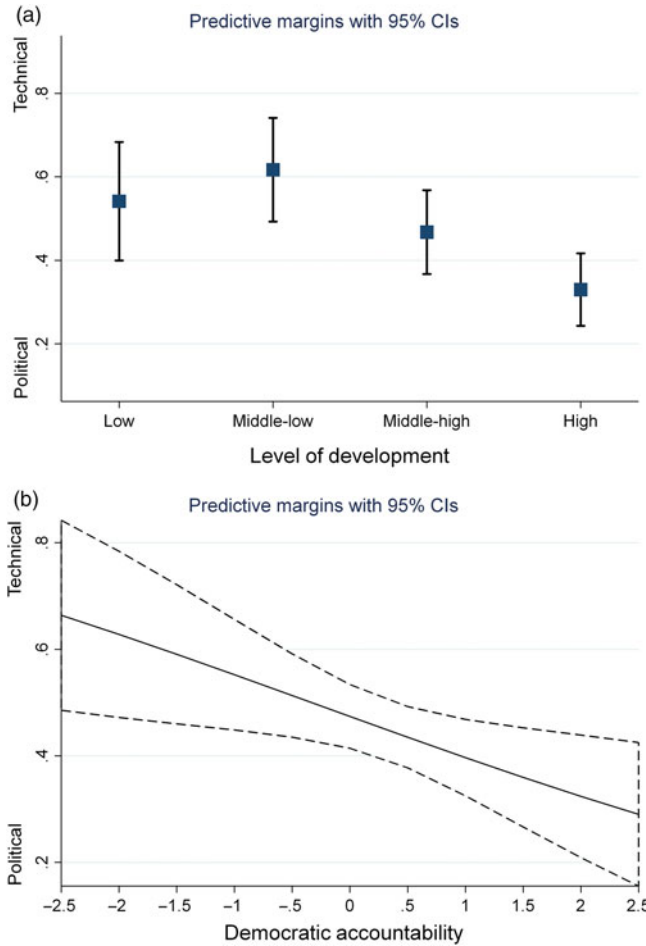 (a)
Predictive margins with 95% CIs
Technical
.8
.6
.4
.2
Political
Low Middle-low Middle-high High
Level of development
(b)
Predictive margins with 95% CIs
Technical
.8
.6
.4
.2
Political
–2.5 –2 –1.5 –1 –.5 0 .5 1 1.5 2 2.5
Democratic accountability